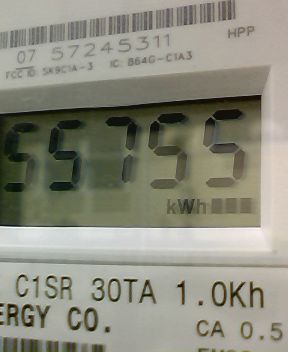 HPP
07 57245311
FCC ID: SK9C1A-3 IC: 864G-C1A3
55755
kWh
C1SR 30TA 1.0Kh
ERGY CO.
CA 0.5